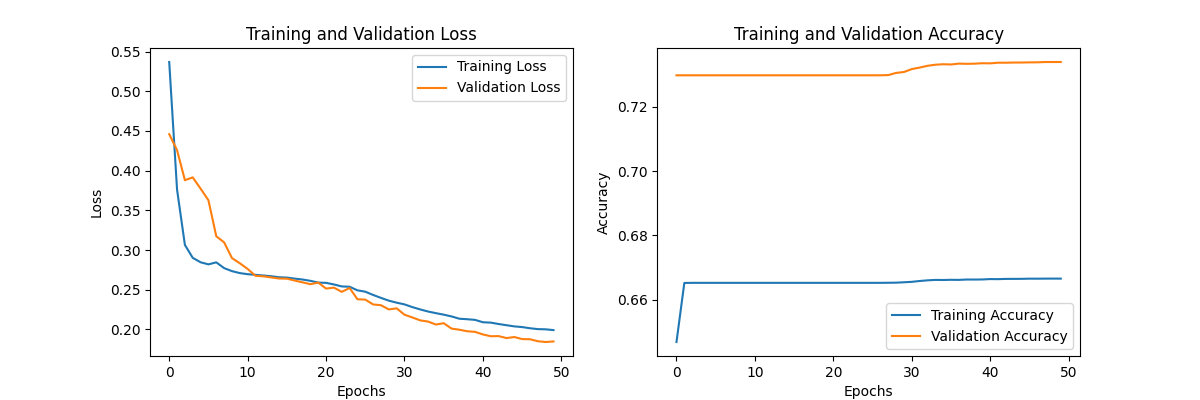 Training and Validation Loss
0.55
0.50
0.45
0.40
0.35
0.30
0.25
0.20
Loss
0 10 20 30 40 50
Epochs
Training Loss
Validation Loss
Training and Validation Accuracy
0.72
0.70
0.68
0.66
Accuracy
0 10 20 30 40 50
Epochs
Training Accuracy
Validation Accuracy